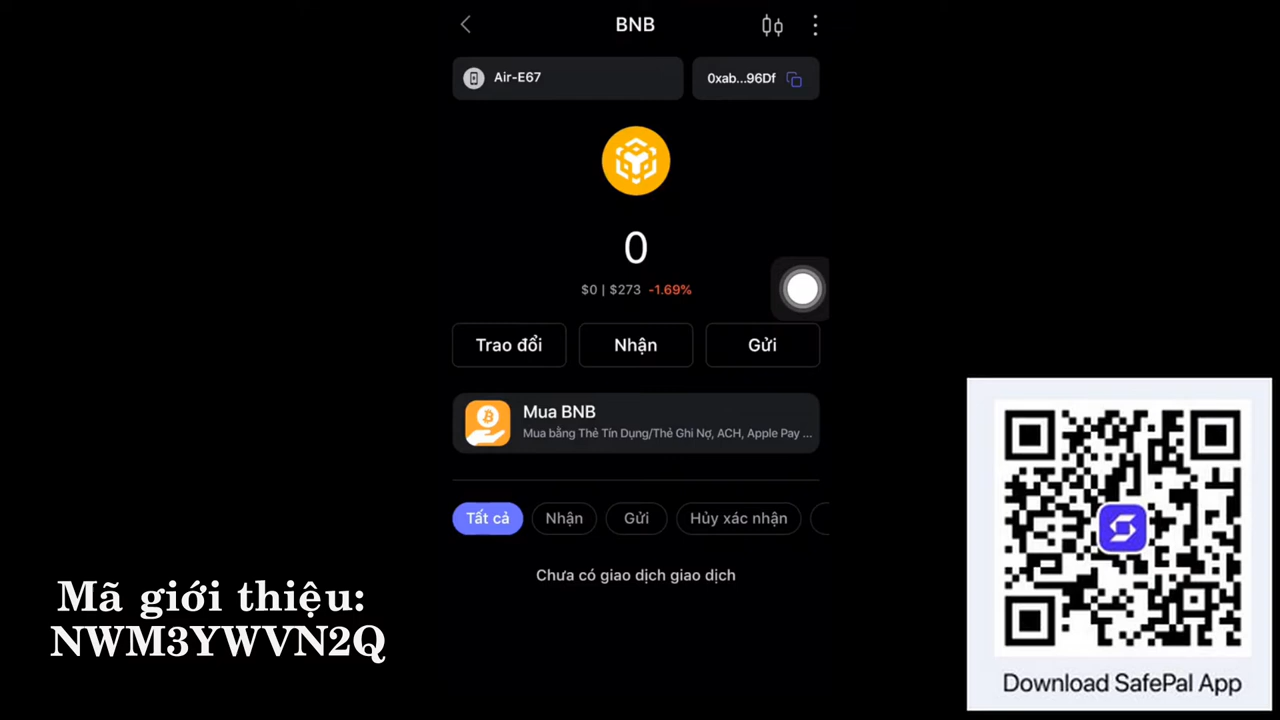 BNB
Air-E67
0xab...96Df
0
$0 | $273 -1.69%
Trao đổi
Nhận
Gửi
Mua BNB
Mua bằng Thẻ Tín Dụng/Thẻ Ghi Nợ, ACH, Apple Pay ...
Tất cả
Nhận
Gửi
Hủy xác nhận
Chưa có giao dịch giao dịch
Mã giới thiệu:
NWM3YWVN2Q
Download SafePal App